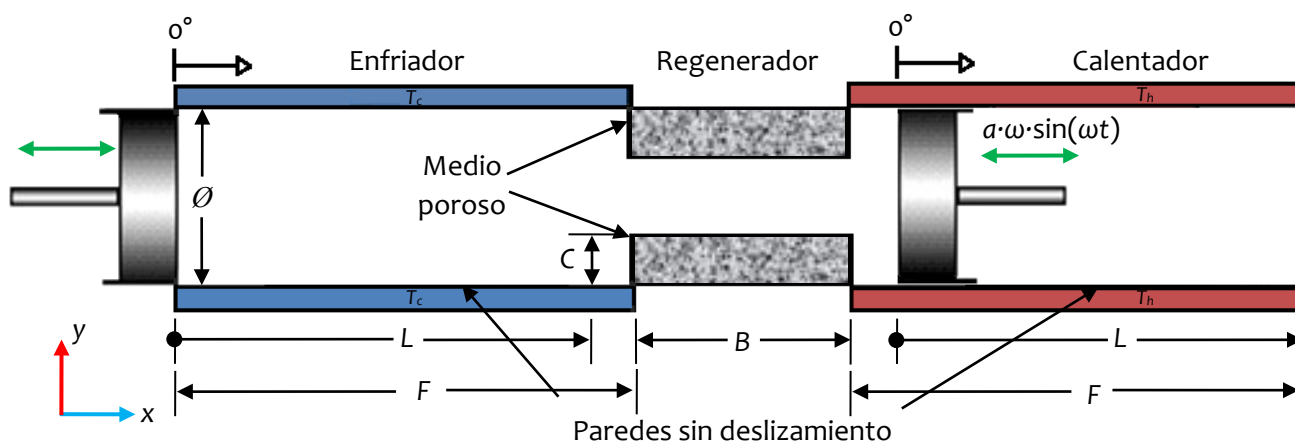 0°
0°
Enfriador
Regenerador
Calentador
Tc
Th
a·ω·sin(ωt)
Medio
poroso
Ø
C
Tc
Th
y
L
B
L
F
F
x
Paredes sin deslizamiento